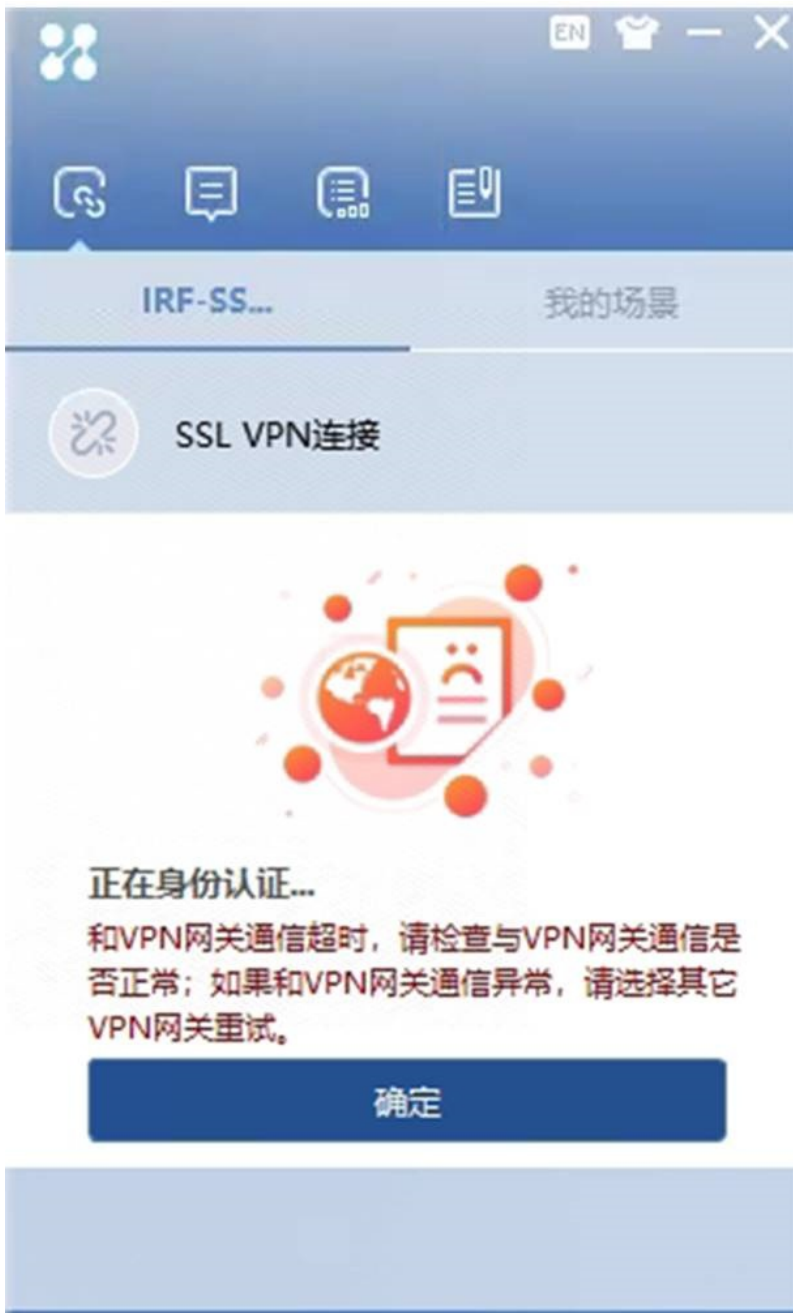 EN
IRF-SS...
我的场景
SSL VPN连接
正在身份认证...
和VPN网关通信超时，请检查与VPN网关通信是
否正常；如果和VPN网关通信异常，请选择其它
VPN网关重试。
确定